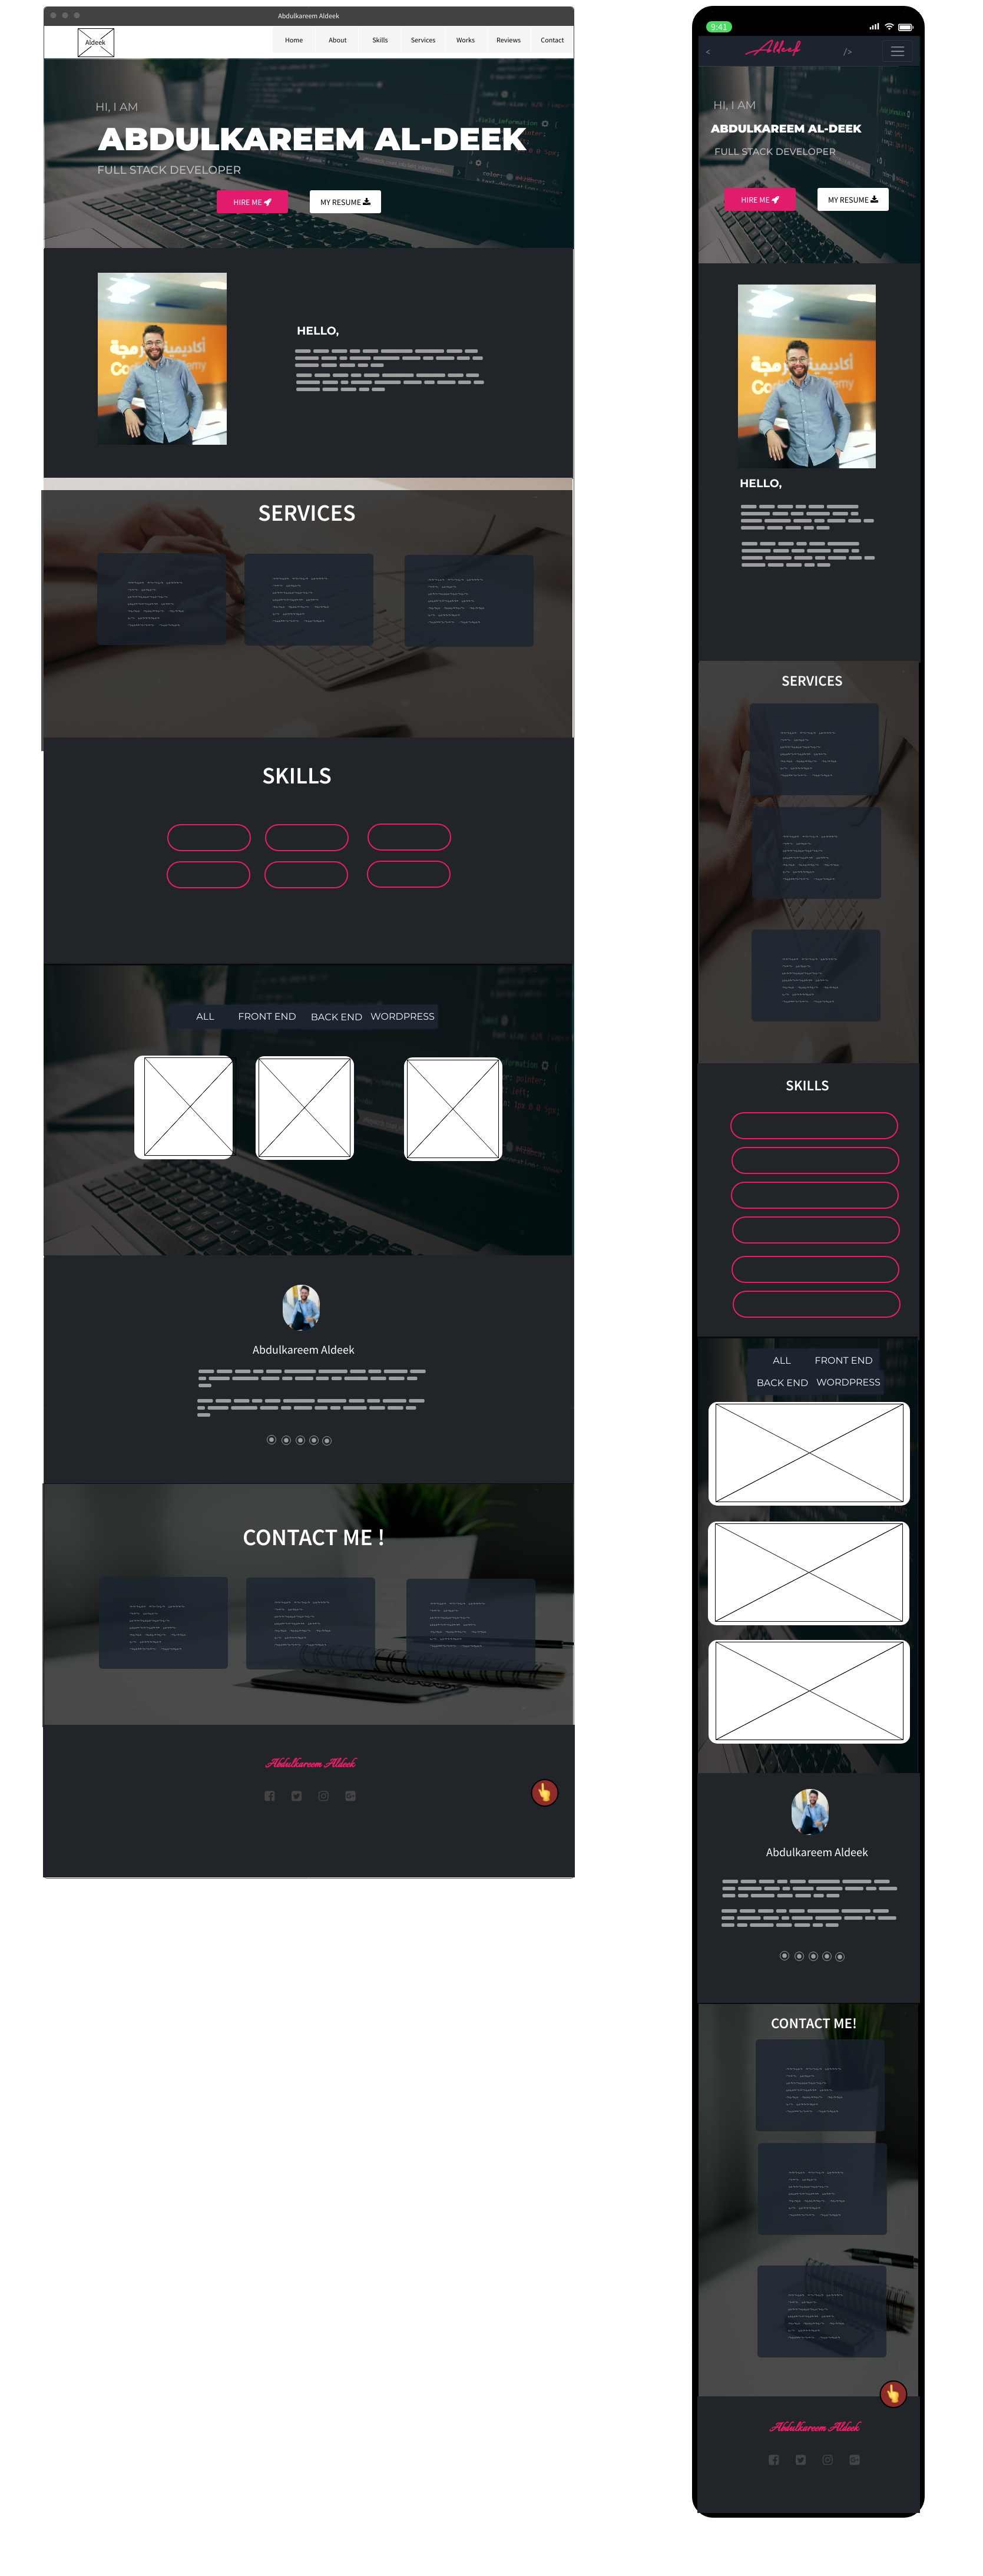 Abdulkareem Aldeek
Aldeek
Home About Skills Services Works Reviews Contact
HI, I AM
ABDULKAREEM AL-DEEK
FULL STACK DEVELOPER
HIRE ME MY RESUME
أكاديمية
HELLO,
SERVICES
SKILLS
ALL FRONT END BACK END WORDPRESS
Abdulkareem Aldeek
CONTACT ME !
Abdulkareem Aldeek
9:41
< Aldeek />
HI, I AM
ABDULKAREEM AL-DEEK
FULL STACK DEVELOPER
HIRE ME MY RESUME
أكاديمية
HELLO,
SERVICES
SKILLS
ALL FRONT END
BACK END WORDPRESS
Abdulkareem Aldeek
CONTACT ME!
Abdulkareem Aldeek